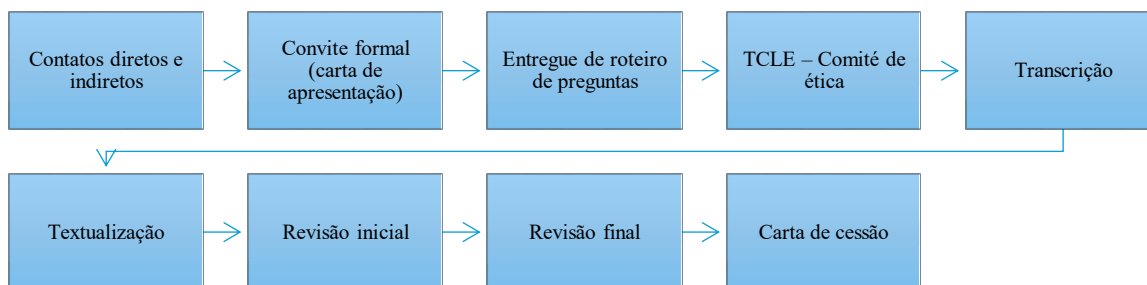 Contatos diretos e
indiretos
Convite formal
(carta de
apresentação)
Entregue de roteiro
de preguntas
TCLE – Comité de
ética
Transcrição
Textualização
Revisão inicial
Revisão final
Carta de cessão